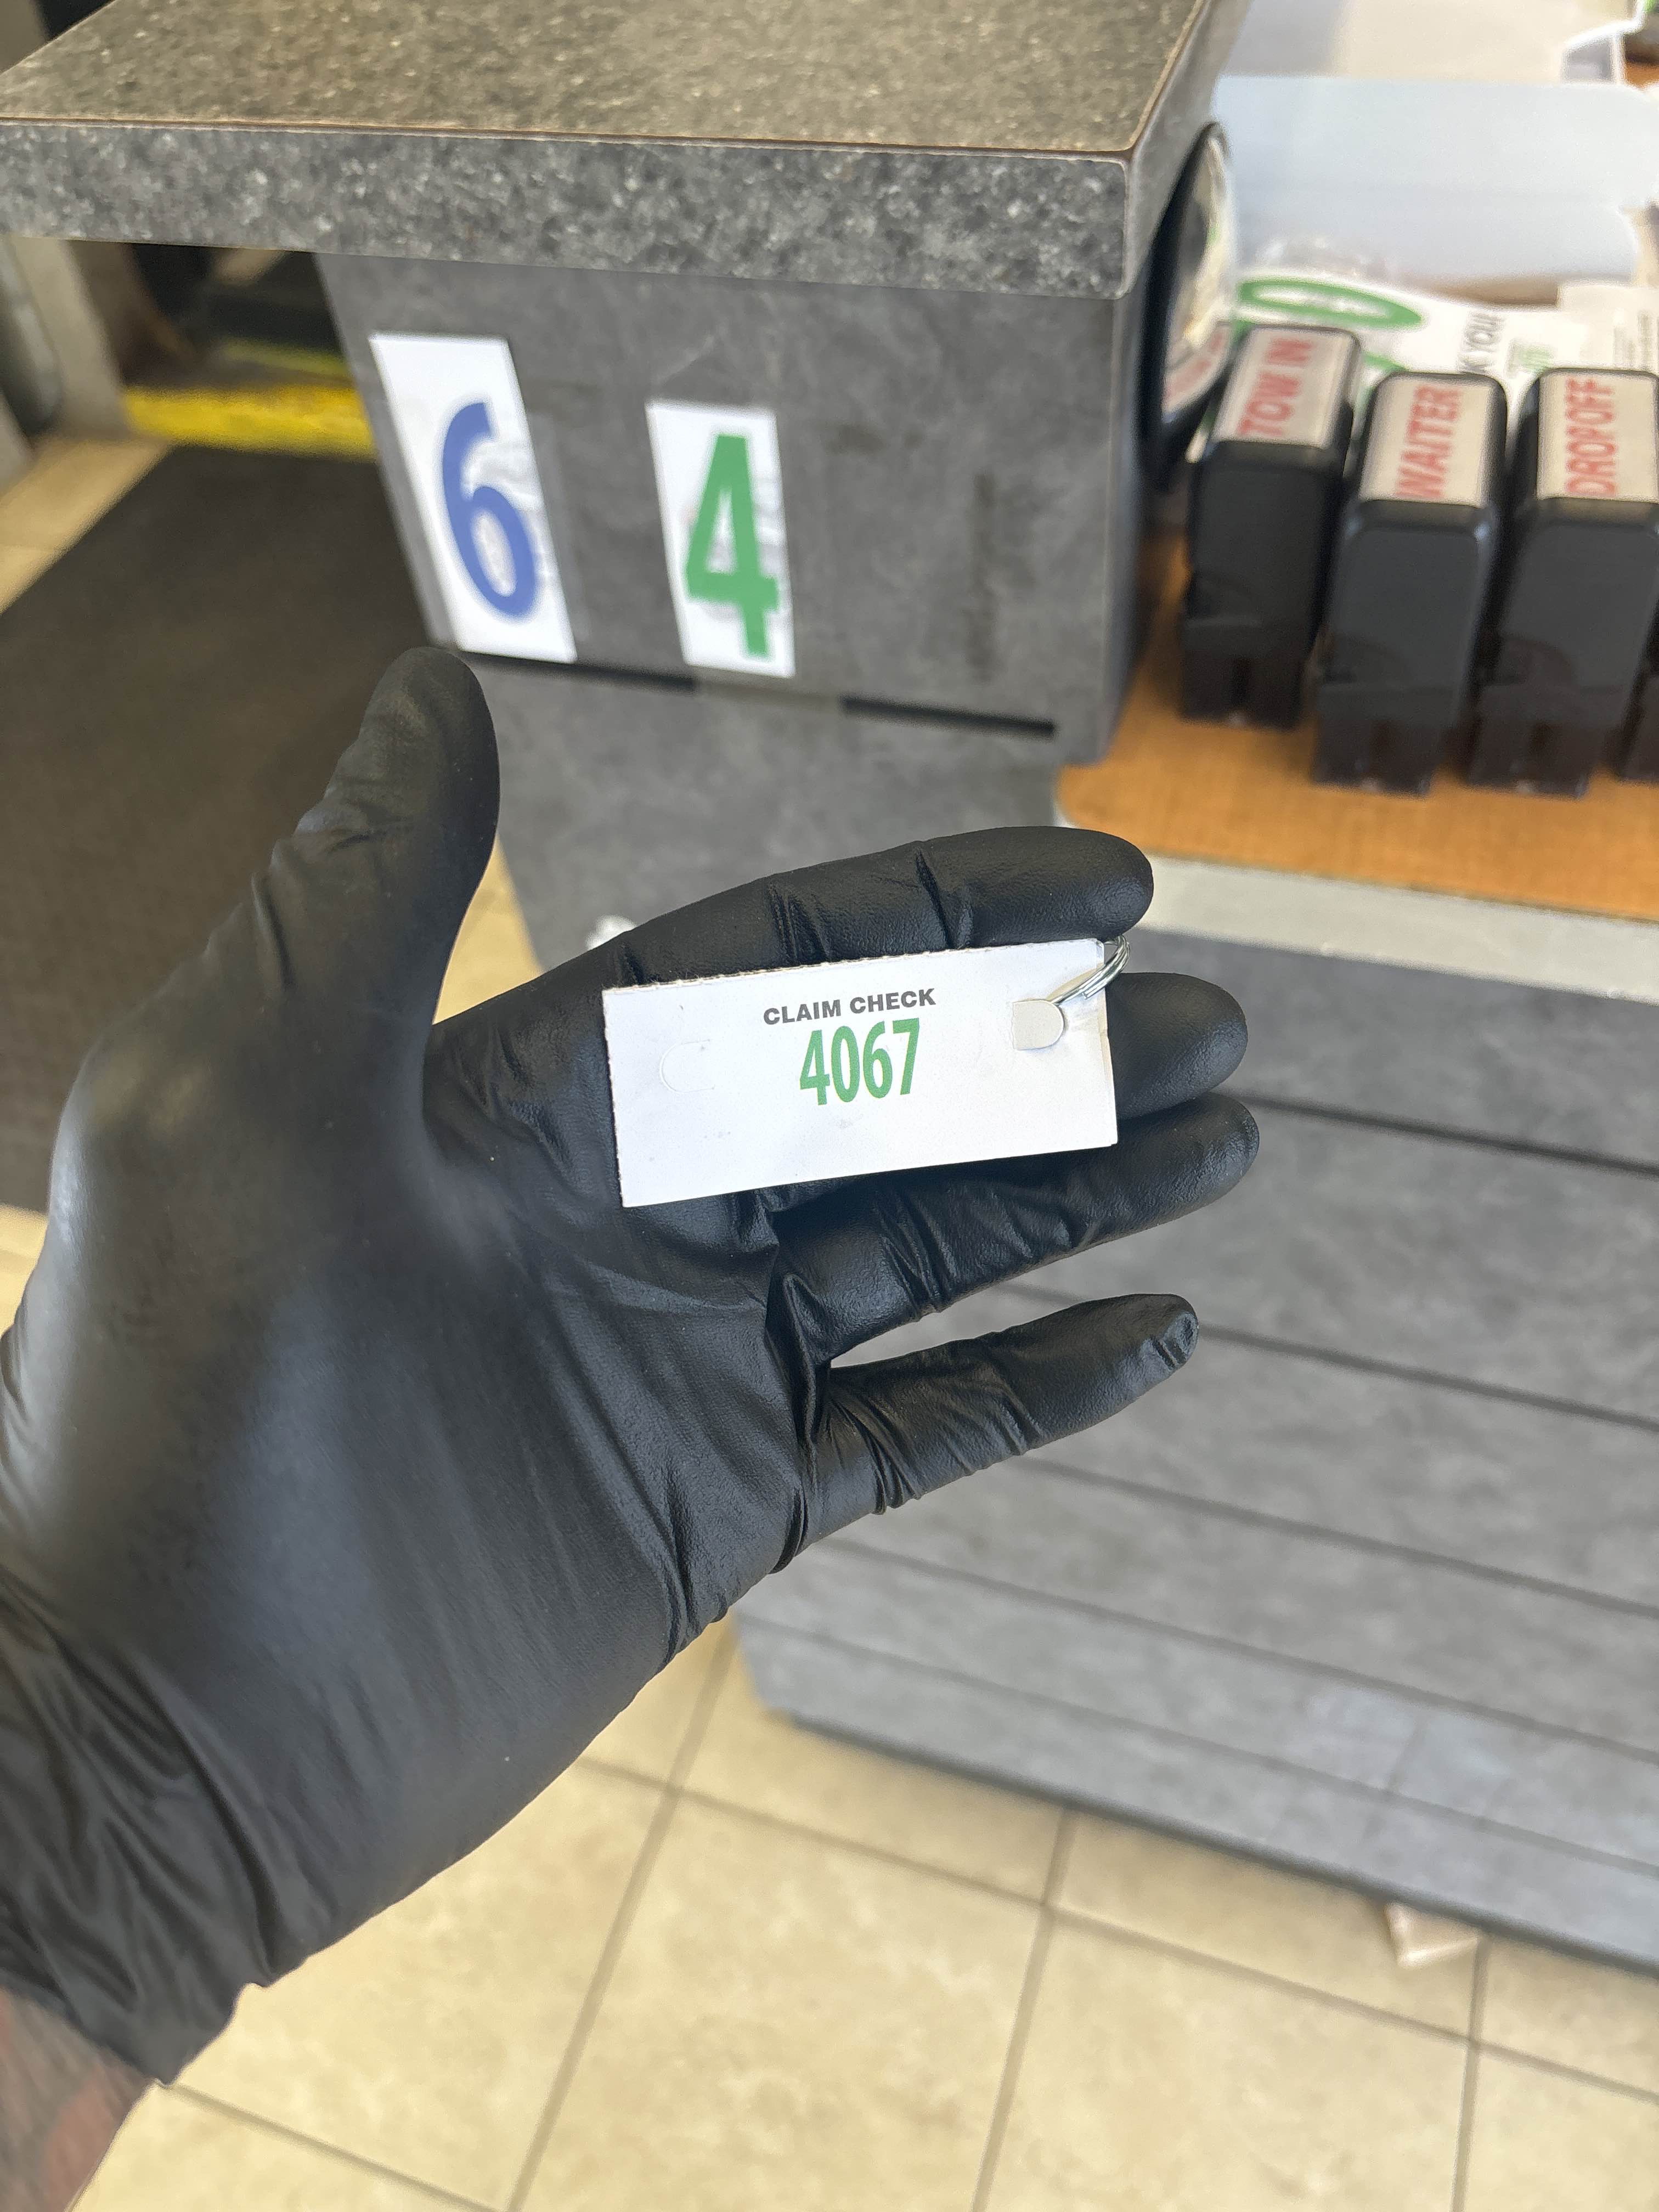 6
4
TOW IN
WAITER
DROPOFF
CLAIM CHECK
4067